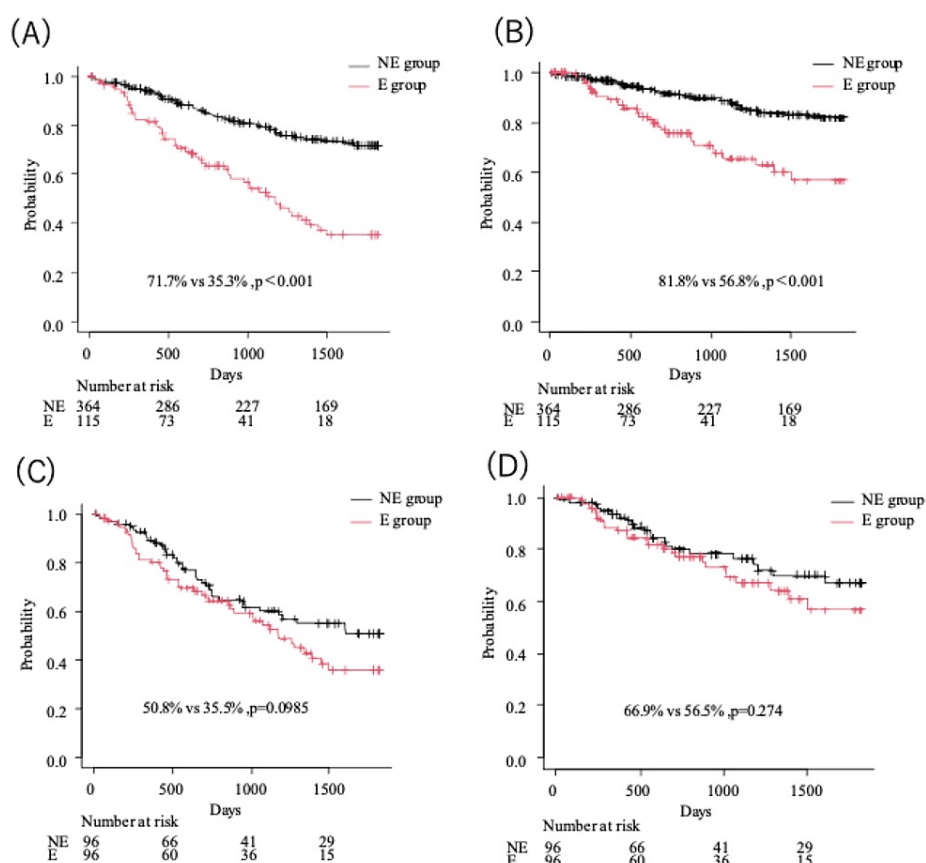 (A)
NE group
E group
1.0
0.8
0.6
0.4
0.2
0.0
Probability
71.7% vs 35.3% ,p<0.001
0 500 1000 1500
Days
Number at risk
NE 364 286 227 169
E 115 73 41 18
(B)
NE group
E group
1.0
0.8
0.6
0.4
0.2
0.0
Probability
81.8% vs 56.8% ,p<0.001
0 500 1000 1500
Days
Number at risk
NE 364 286 227 169
E 115 73 41 18
(C)
NE group
E group
1.0
0.8
0.6
0.4
0.2
0.0
Probability
50.8% vs 35.5% ,p=0.0985
0 500 1000 1500
Days
Number at risk
NE 96 66 41 29
E 96 60 36 15
(D)
NE group
E group
1.0
0.8
0.6
0.4
0.2
0.0
Probability
66.9% vs 56.5% ,p=0.274
0 500 1000 1500
Days
Number at risk
NE 96 66 41 29
E 96 60 36 15